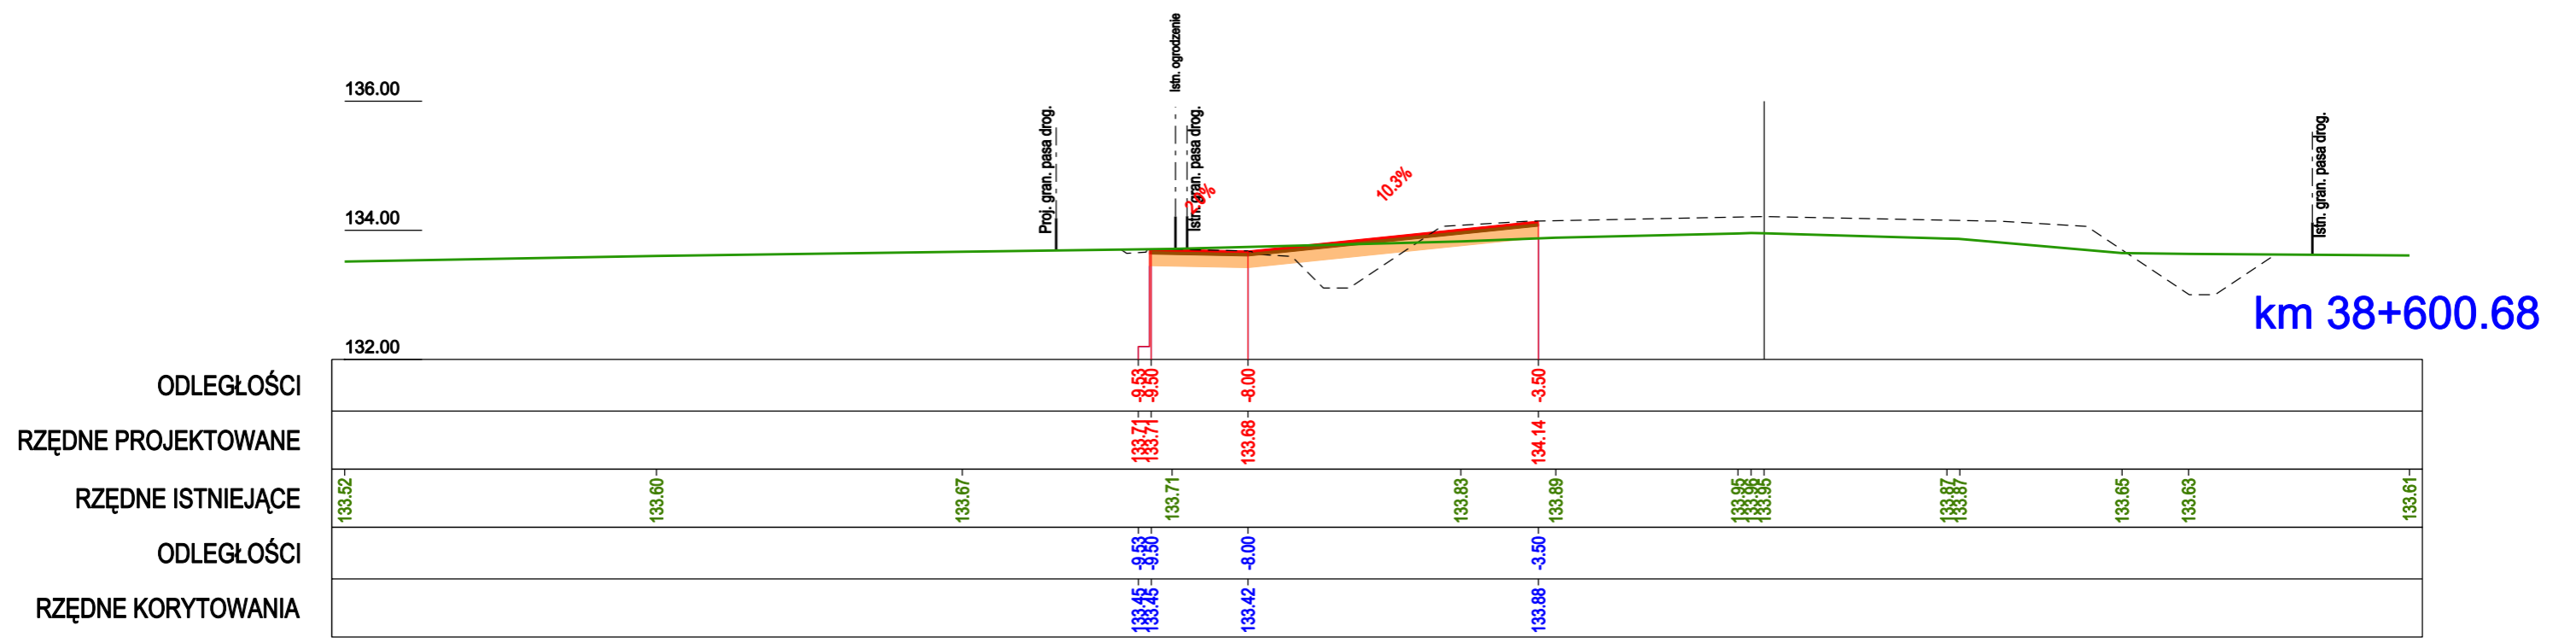 Istn. ogrodzenie
136.00
Proj. gran. pasa drog.
Istn. gran. pasa drog.
Istn. gran. pasa drog.
10.3%
134.00
km 38+600.68
132.00
ODLEGŁOŚCI -9.53 -9.50 -8.00 -3.50
RZĘDNE PROJEKTOWANE 133.71 133.71 133.68 134.14
RZĘDNE ISTNIEJĄCE 133.52 133.60 133.67 133.71 133.83 133.89 133.95 133.96 133.95 133.87 133.87 133.65 133.63 133.61
ODLEGŁOŚCI -9.53 -9.50 -8.00 -3.50
RZĘDNE KORYTOWANIA 133.45 133.45 133.42 133.88